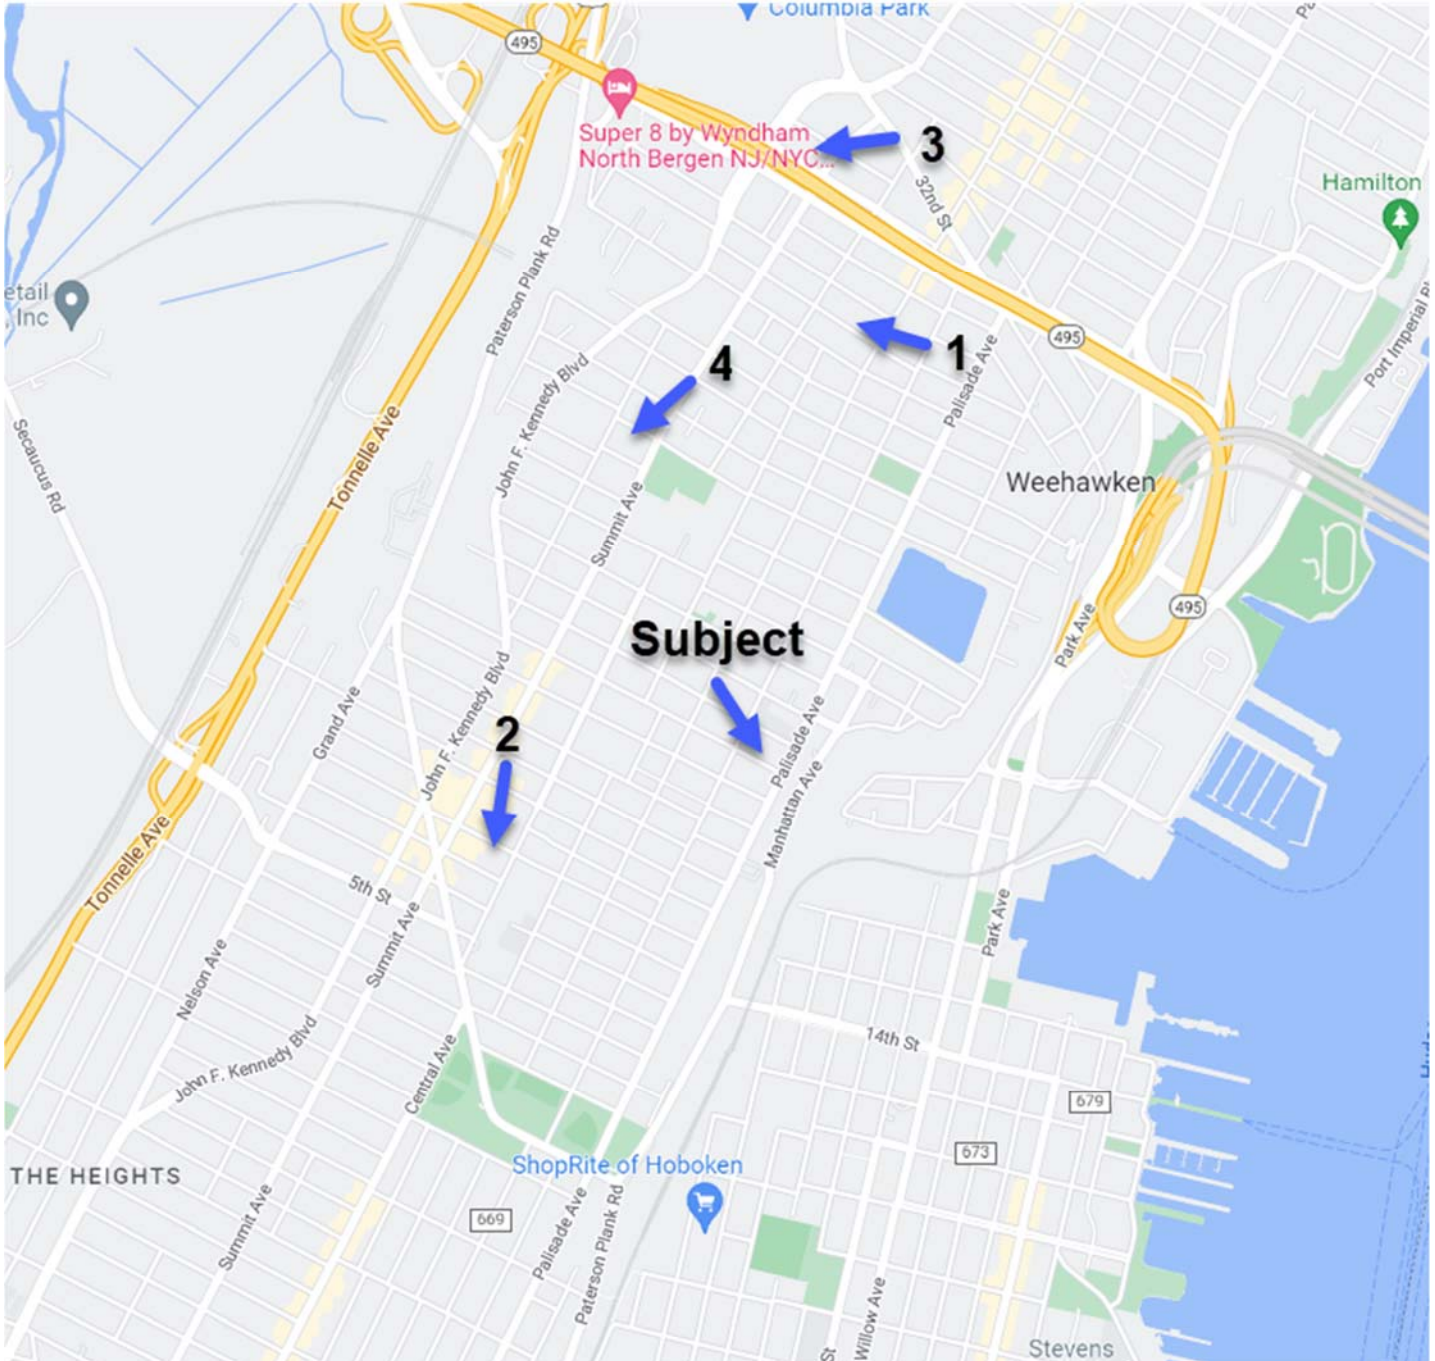 Columbia Park
495
Super 8 by Wyndham
North Bergen NJ/NYC...
3
32nd St
Hamilton
Paterson Plank Rd
etail
Inc
1
495
Port Imperial
4
Palisade Ave
John F. Kennedy Blvd
Secaucus Rd
Tonnelle Ave
Weehawken
Summit Ave
495
Park Ave
Subject
John F. Kennedy Blvd
Grand Ave
2
Palisade Ave
Manhattan Ave
Tonnelle Ave
5th St
Summit Ave
Park Ave
Nelson Ave
14th St
John F. Kennedy Blvd
Central Ave
679
673
THE HEIGHTS
ShopRite of Hoboken
669
Summit Ave
Palisade Ave
Paterson Plank Rd
Willow Ave
St
Stevens